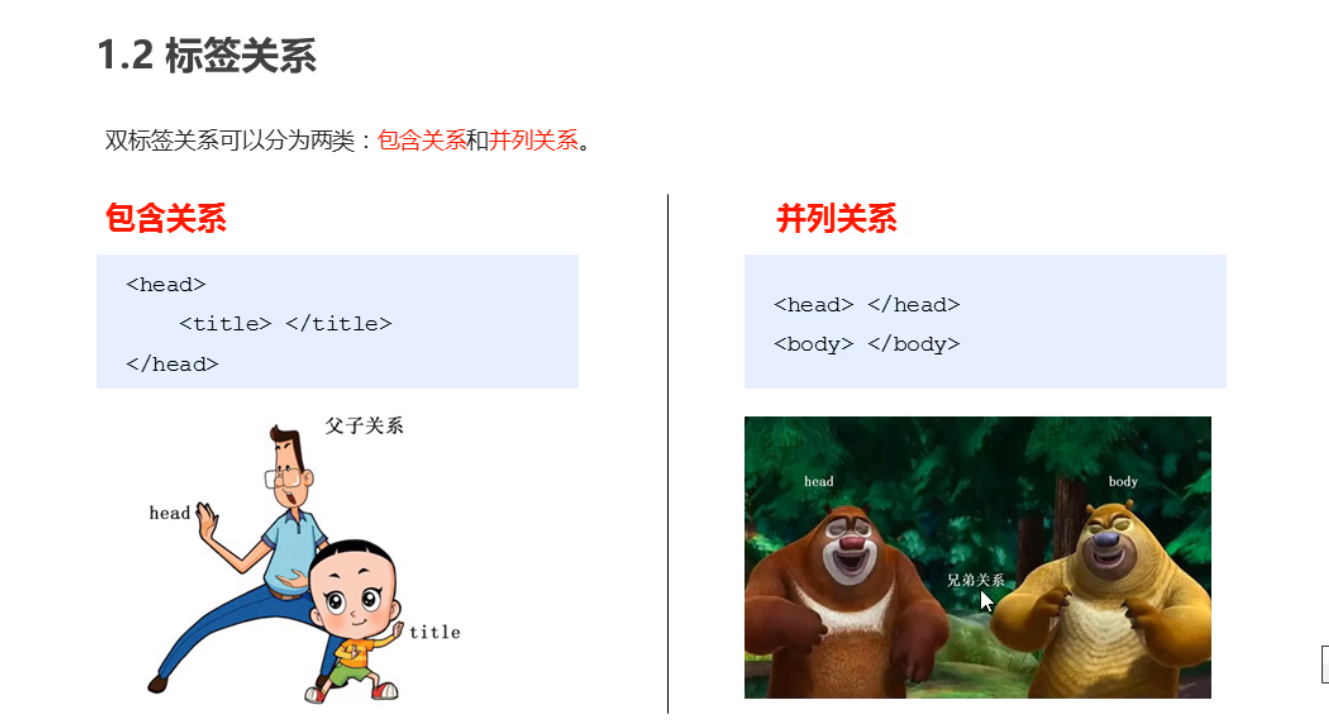 1.2 标签关系
双标签关系可以分为两类：包含关系和并列关系。
包含关系
<head>
<title> </title>
</head>
父子关系
head
title
并列关系
<head> </head>
<body> </body>
head
body
兄弟关系